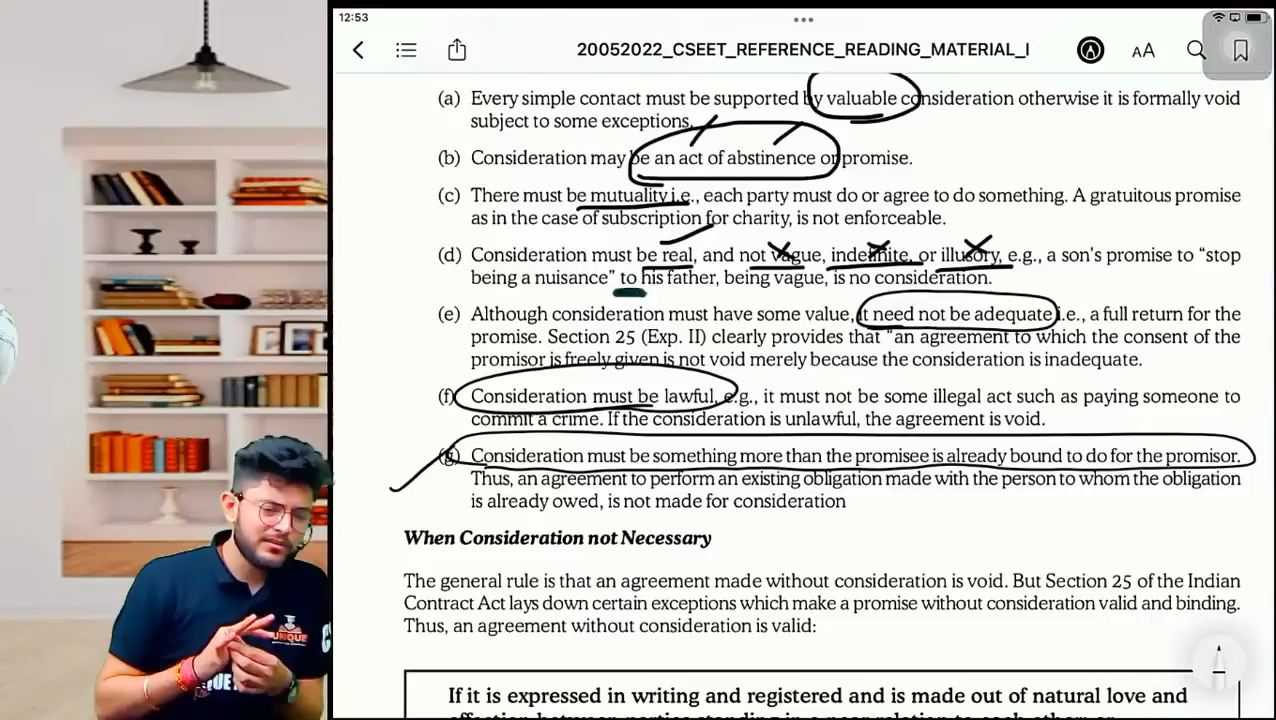 12:53
20052022_CSEET_REFERENCE_READING_MATERIAL_I
AA
(a) Every simple contact must be supported by valuable consideration otherwise it is formally void
subject to some exceptions.
(b) Consideration may be an act of abstinence or promise.
(c) There must be mutuality i.e., each party must do or agree to do something. A gratuitous promise
as in the case of subscription for charity, is not enforceable.
(d) Consideration must be real, and not vague, indefinite, or illusory, e.g., a son's promise to “stop
being a nuisance” to his father, being vague, is no consideration.
(e) Although consideration must have some value, it need not be adequate i.e., a full return for the
promise. Section 25 (Exp. II) clearly provides that “an agreement to which the consent of the
promisor is freely given is not void merely because the consideration is inadequate.
(f) Consideration must be lawful, e.g., it must not be some illegal act such as paying someone to
commit a crime. If the consideration is unlawful, the agreement is void.
(g) Consideration must be something more than the promisee is already bound to do for the promisor.
Thus, an agreement to perform an existing obligation made with the person to whom the obligation
is already owed, is not made for consideration
When Consideration not Necessary
The general rule is that an agreement made without consideration is void. But Section 25 of the Indian
Contract Act lays down certain exceptions which make a promise without consideration valid and binding.
Thus, an agreement without consideration is valid:
If it is expressed in writing and registered and is made out of natural love and
affection between parties standing in a near relation to each other; or
UNIQUE